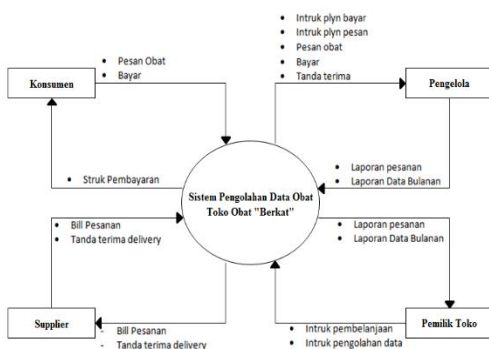 • Intruk plyn bayar
• Intruk plyn pesan
• Pesan obat
• Bayar
• Tanda terima
• Pesan Obat
• Bayar
Konsumen
Pengelola
• Struk Pembayaran
• Laporan pesanan
• Laporan Data Bulanan
Sistem Pengolahan Data Obat
Toko Obat "Berkat"
• Bill Pesanan
• Tanda terima delivery
• Laporan pesanan
• Laporan Data Bulanan
Supplier
Pemilik Toko
- Bill Pesanan
- Tanda terima delivery
• Intruk pembelanjaan
• Intruk pengolahan data